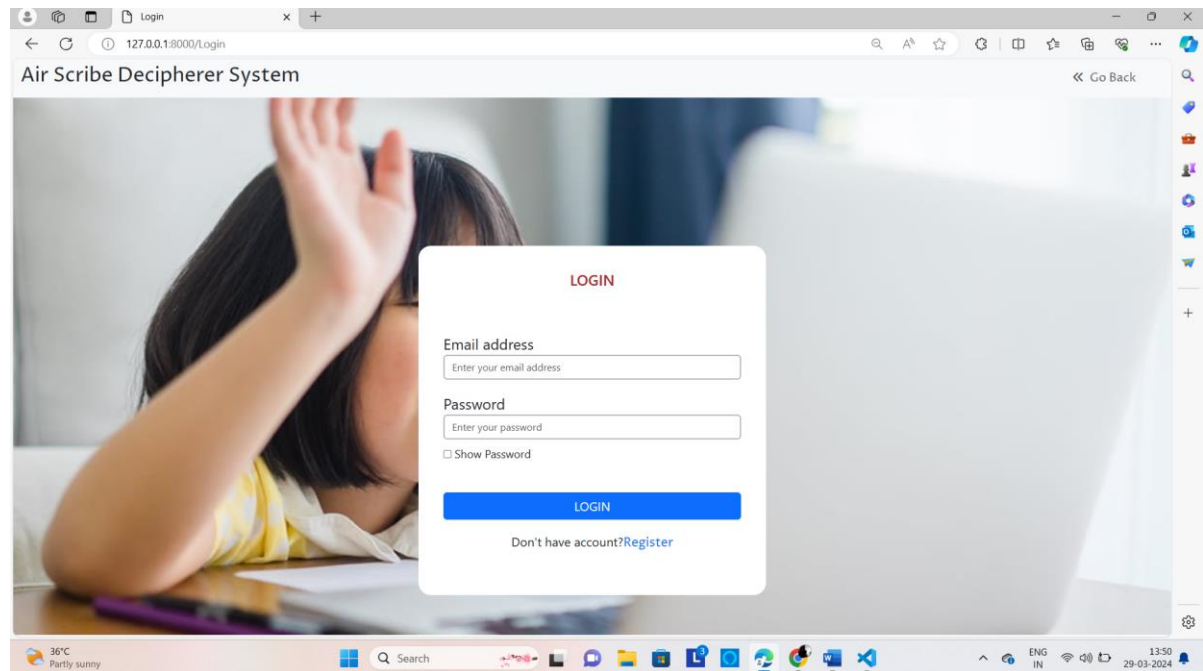 Login
127.0.0.1:8000/Login
Air Scribe Decipherer System
Go Back
LOGIN
Email address
Enter your email address
Password
Enter your password
Show Password
LOGIN
Don't have account?Register
36°C
Partly sunny
Search
3
ENG
IN
13:50
29-03-2024